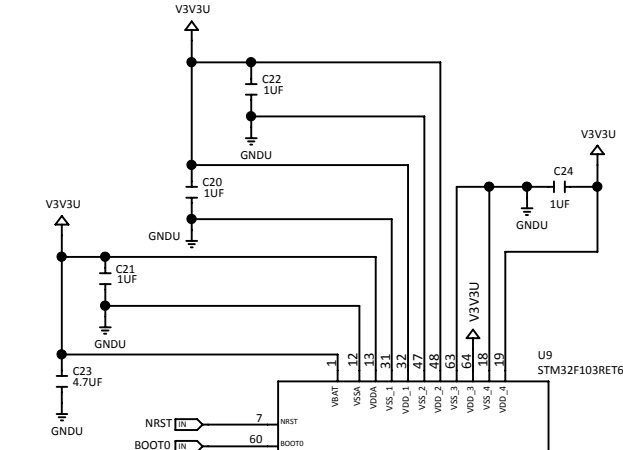 V3V3U
C22
1UF
GNDU
V3V3U
C24
1UF
GNDU
C20
1UF
V3V3U
GNDU
C21
1UF
GNDU
V3V3U
C23
4.7UF
GNDU
1 12 13 31 32 47 48 63 64 18 19
U9
STM32F103RET6
VBAT VSSA VDDA VSS_1 VDD_1 VSS_2 VDD_2 VSS_3 VDD_3 VSS_4 VDD_4
NRST IN 7 NRST
BOOT0 IN 60 BOOT0